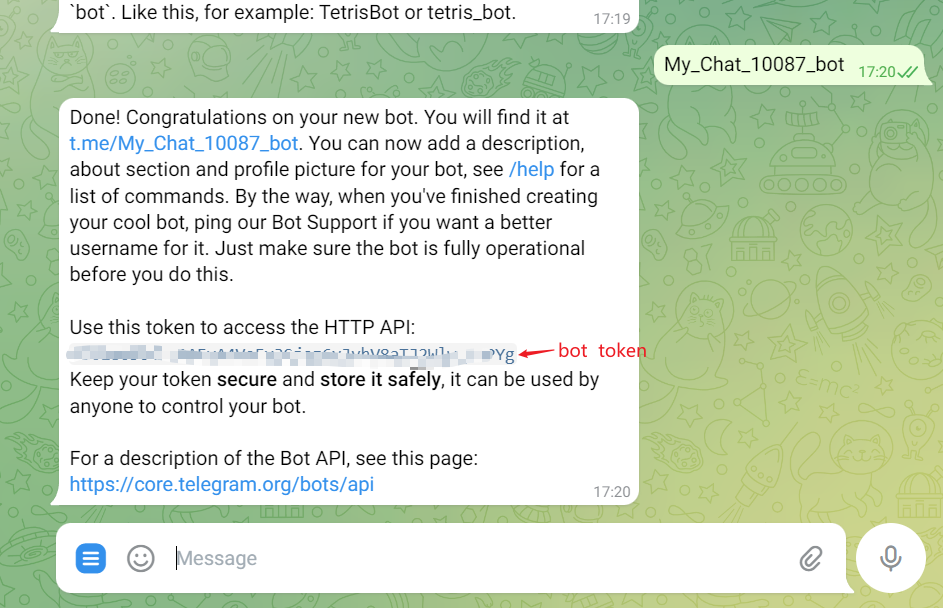 `bot`. Like this, for example: TetrisBot or tetris_bot.
17:19
My_Chat_10087_bot
17:20
Done! Congratulations on your new bot. You will find it at
t.me/My_Chat_10087_bot. You can now add a description,
about section and profile picture for your bot, see /help for a
list of commands. By the way, when you've finished creating
your cool bot, ping our Bot Support if you want a better
username for it. Just make sure the bot is fully operational
before you do this.
Use this token to access the HTTP API:
bot token
Keep your token secure and store it safely, it can be used by
anyone to control your bot.
For a description of the Bot API, see this page:
https://core.telegram.org/bots/api
17:20
Message